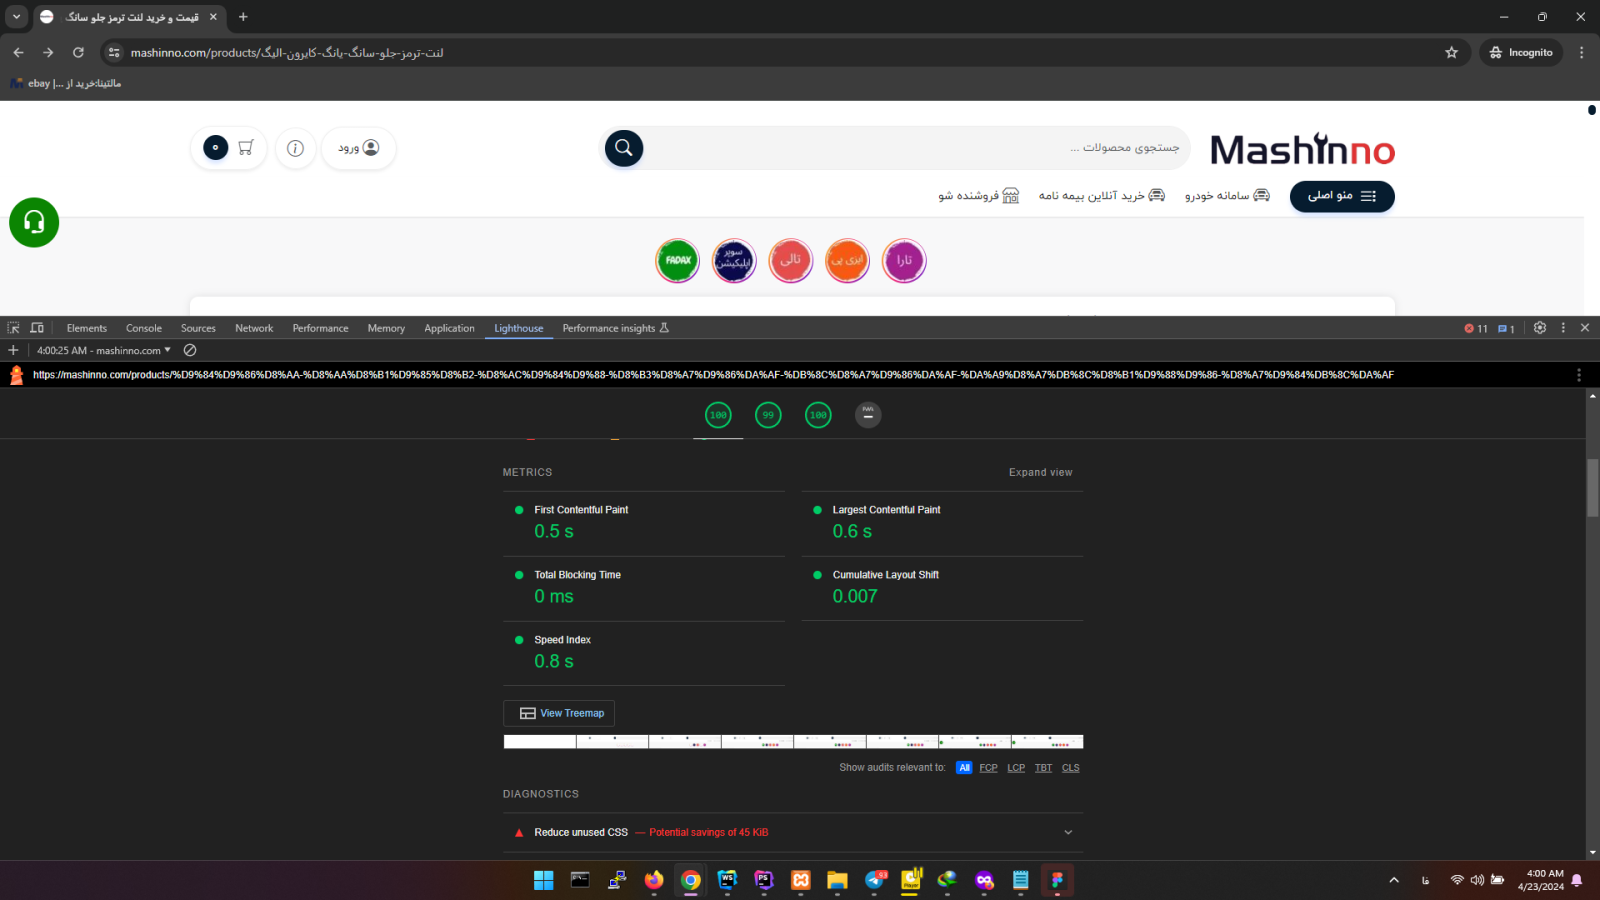 قیمت و خرید لنت ترمز جلو سانگ
mashinno.com/products/لنت-ترمز-جلو-سانگ-یانگ-کایرون-الیگ
Incognito
مالتینا:خرید از ...| ebay
Mashinno
جستجوی محصولات ...
ورود
۰
منو اصلی
سامانه خودرو
خرید آنلاین بیمه نامه
فروشنده شو
تارا
ایزی پی
تالی
سوپر اپلیکیشن
FADAX
Elements Console Sources Network Performance Memory Application Lighthouse Performance insights 11 1
4:00:25 AM - mashinno.com
https://mashinno.com/products/%D9%84%D9%86%D8%AA-%D8%AA%D8%B1%D9%85%D8%B2-%D8%AC%D9%84%D9%88-%D8%B3%D8%A7%D9%86%DA%AF-%DB%8C%D8%A7%D9%86%DA%AF-%DA%A9%D8%A7%DB%8C%D8%B1%D9%88%D9%86-%D8%A7%D9%84%DB%8C%DA%AF
100 99 100 PWA
METRICS
Expand view
First Contentful Paint
0.5 s
Largest Contentful Paint
0.6 s
Total Blocking Time
0 ms
Cumulative Layout Shift
0.007
Speed Index
0.8 s
View Treemap
Show audits relevant to: All FCP LCP TBT CLS
DIAGNOSTICS
Reduce unused CSS — Potential savings of 45 KiB
WS
PS
93
Player
فا
4:00 AM
4/23/2024